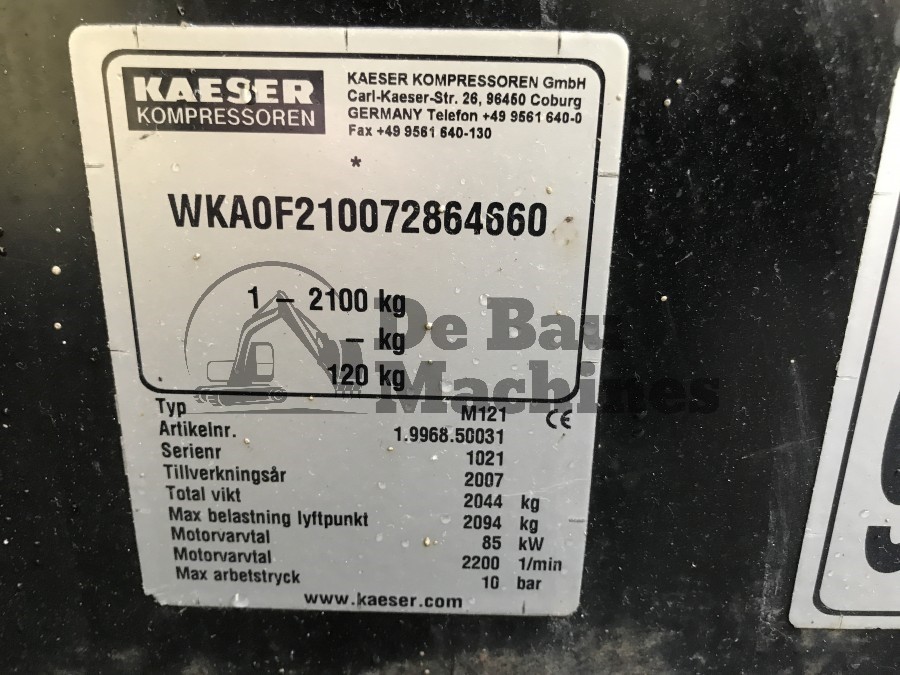 KAESER
KOMPRESSOREN
KAESER KOMPRESSOREN GmbH
Carl-Kaeser-Str. 26, 96450 Coburg
GERMANY Telefon +49 9561 640-0
Fax +49 9561 640-130
*
WKA0F210072864660
1 – 2100 kg
– kg
120 kg
De Bau
Machines
Typ M121 CE
Artikelnr. 1.9968.50031
Serienr 1021
Tillverkningsår 2007
Total vikt 2044 kg
Max belastning lyftpunkt 2094 kg
Motorvarvtal 85 kW
Motorvarvtal 2200 1/min
Max arbetstryck 10 bar
www.kaeser.com